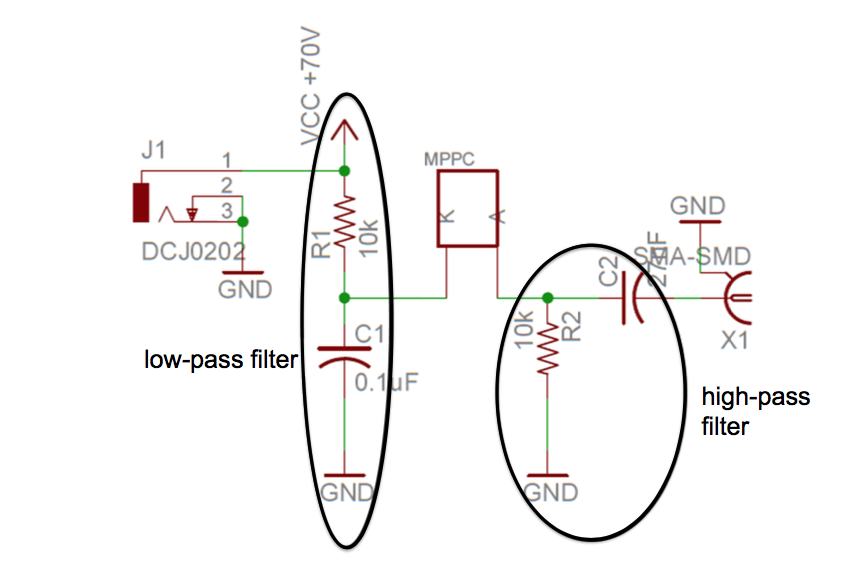 VCC +70V
J1
1
2
3
DCJ0202
GND
R1
10k
C1
0.1uF
GND
low-pass filter
MPPC
K
A
10k
R2
GND
C2
GND
SMA-SMD
X1
high-pass
filter